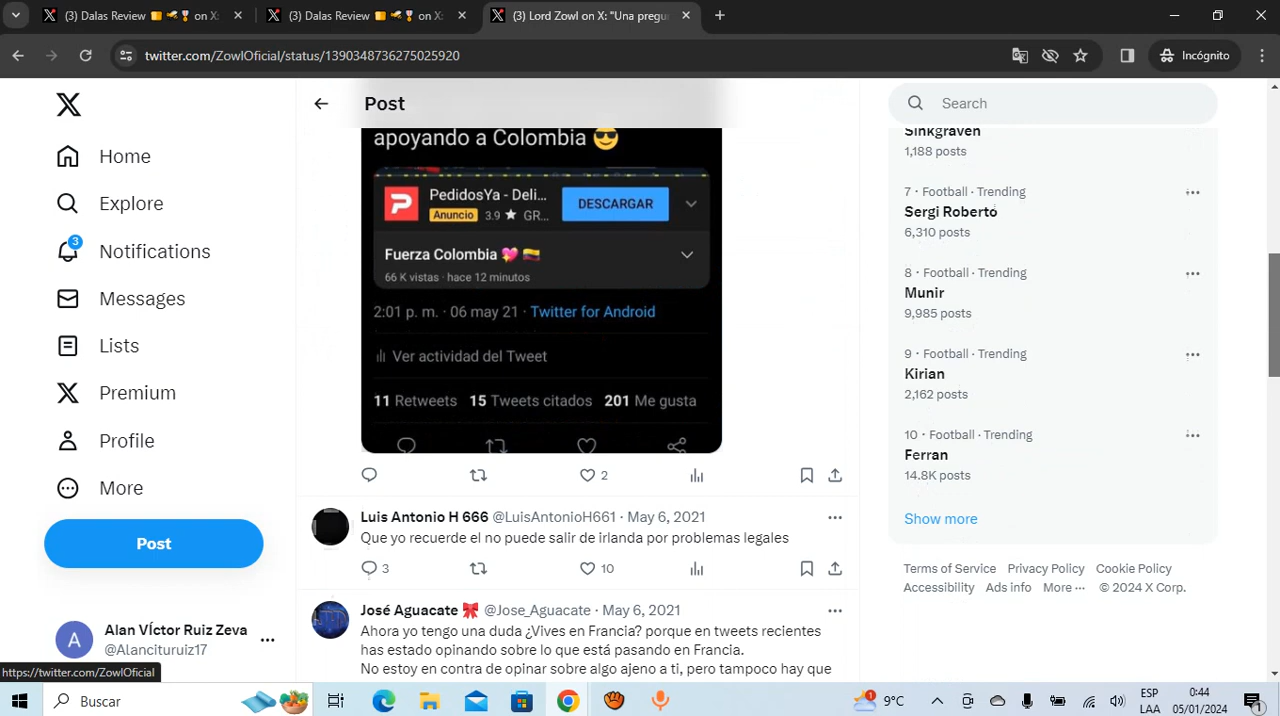 (3) Dalas Review
on X:
(3) Dalas Review
on X:
(3) Lord Zowl on X: "Una pregu
twitter.com/ZowlOficial/status/1390348736275025920
Incógnito
Home
Explore
3
Notifications
Messages
Lists
Premium
Profile
More
Post
A
Alan VÍctor Ruiz Zeva
@Alancituruiz17
https://twitter.com/ZowlOficial
Post
apoyando a Colombia 😎
PedidosYa - Deli...
Anuncio 3.9 ★ GR...
DESCARGAR
Fuerza Colombia 💖 🇨🇴
66 K vistas · hace 12 minutos
2:01 p. m. · 06 may 21 · Twitter for Android
Ver actividad del Tweet
11 Retweets 15 Tweets citados 201 Me gusta
2
Luis Antonio H 666 @LuisAntonioH661 · May 6, 2021
Que yo recuerde el no puede salir de irlanda por problemas legales
3 10
José Aguacate 🎀 @Jose_Aguacate · May 6, 2021
Ahora yo tengo una duda ¿Vives en Francia? porque en tweets recientes
has estado opinando sobre lo que está pasando en Francia.
No estoy en contra de opinar sobre algo ajeno a ti, pero tampoco hay que
Search
Sinkgraven
1,188 posts
7 · Football · Trending
Sergi Roberto
6,310 posts
8 · Football · Trending
Munir
9,985 posts
9 · Football · Trending
Kirian
2,162 posts
10 · Football · Trending
Ferran
14.8K posts
Show more
Terms of Service Privacy Policy Cookie Policy
Accessibility Ads info More ··· © 2024 X Corp.
Buscar
1
9°C
ESP
LAA
0:44
05/01/2024
1